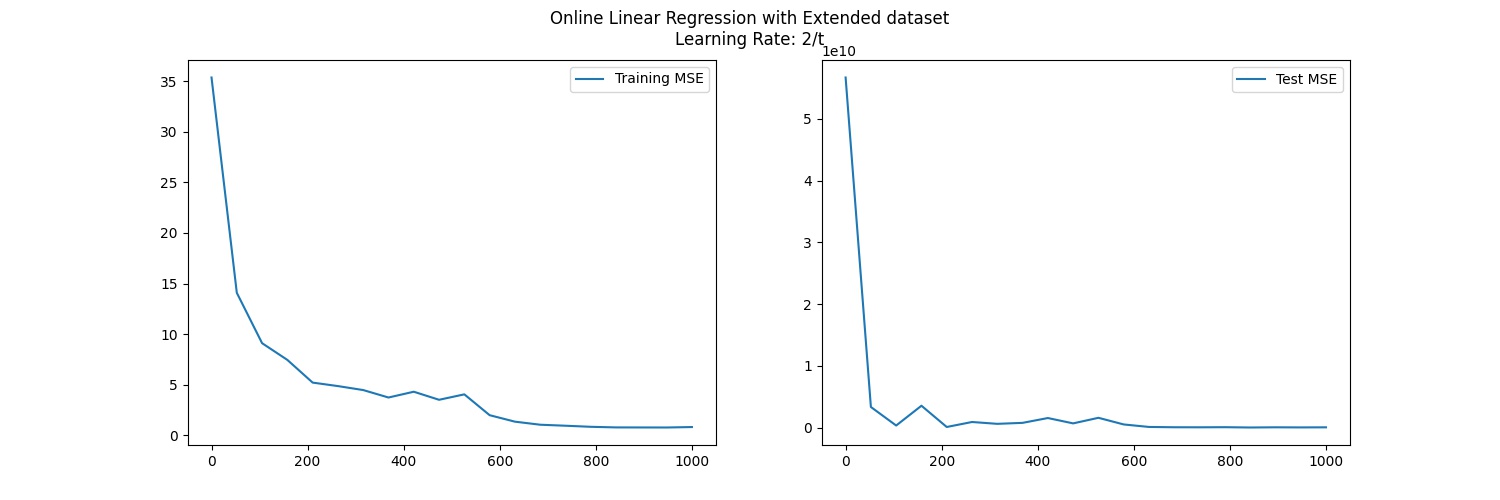 Online Linear Regression with Extended dataset
Learning Rate: 2/t
Training MSE
35
30
25
20
15
10
5
0
0 200 400 600 800 1000
1e10
Test MSE
5
4
3
2
1
0
0 200 400 600 800 1000